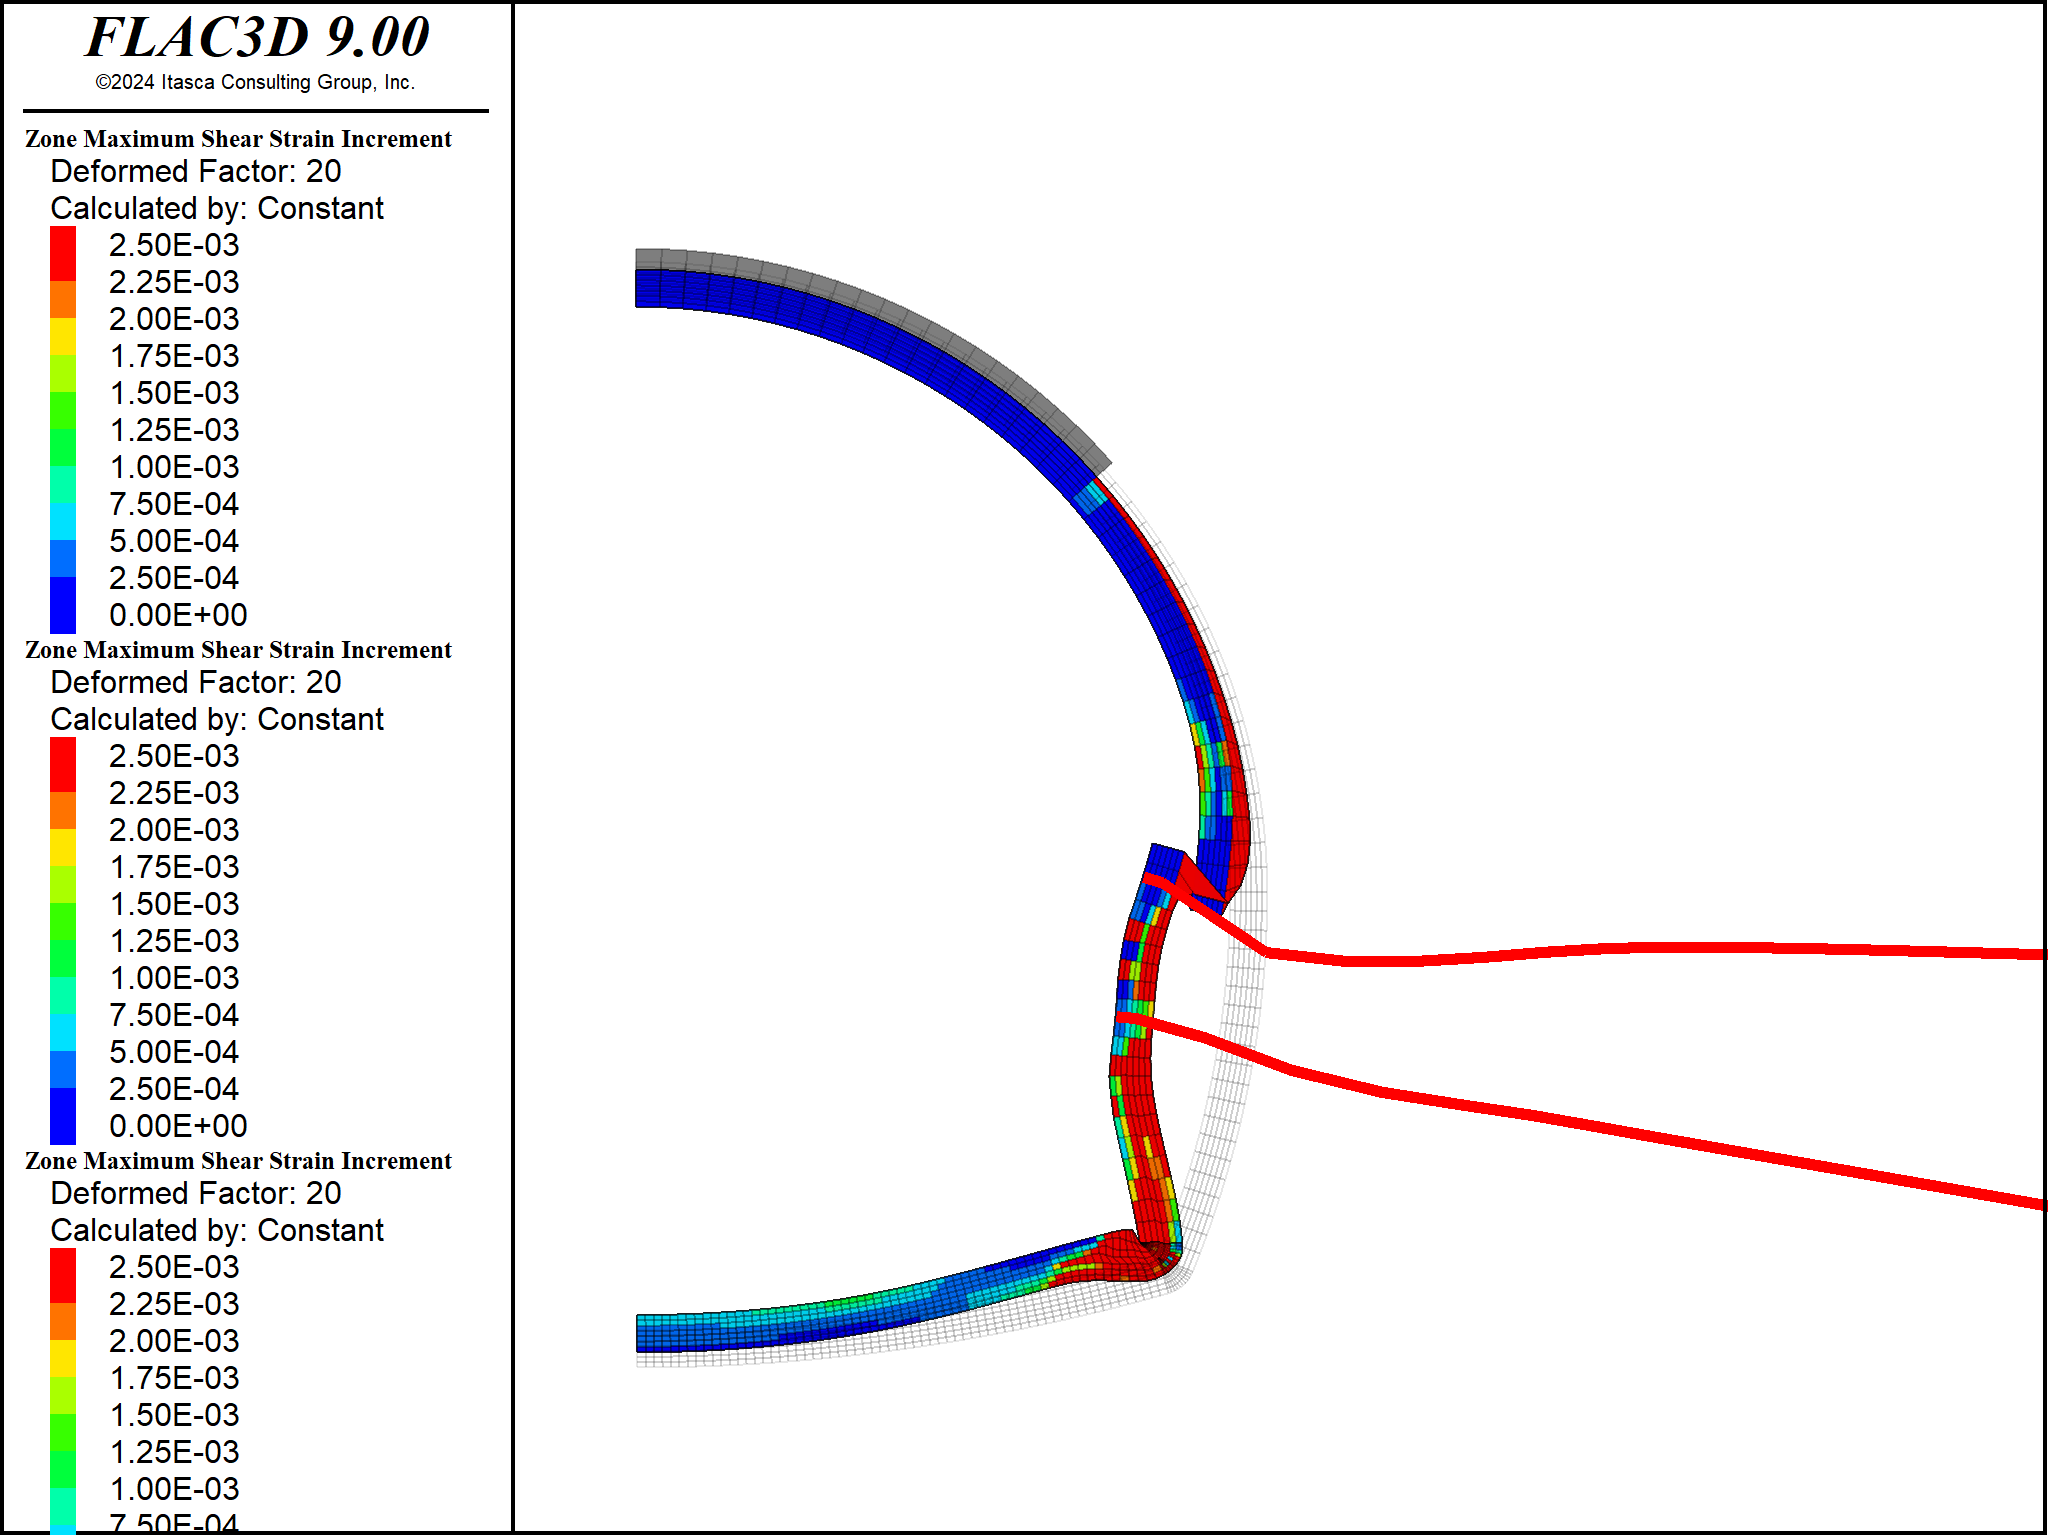 FLAC3D 9.00
©2024 Itasca Consulting Group, Inc.
Zone Maximum Shear Strain Increment
Deformed Factor: 20
Calculated by: Constant
2.50E-03
2.25E-03
2.00E-03
1.75E-03
1.50E-03
1.25E-03
1.00E-03
7.50E-04
5.00E-04
2.50E-04
0.00E+00
Zone Maximum Shear Strain Increment
Deformed Factor: 20
Calculated by: Constant
2.50E-03
2.25E-03
2.00E-03
1.75E-03
1.50E-03
1.25E-03
1.00E-03
7.50E-04
5.00E-04
2.50E-04
0.00E+00
Zone Maximum Shear Strain Increment
Deformed Factor: 20
Calculated by: Constant
2.50E-03
2.25E-03
2.00E-03
1.75E-03
1.50E-03
1.25E-03
1.00E-03
7.50E-04